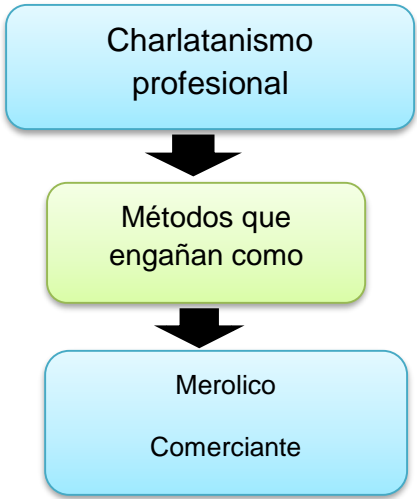 Charlatanismo
profesional
Métodos que
engañan como
Merolico
Comerciante